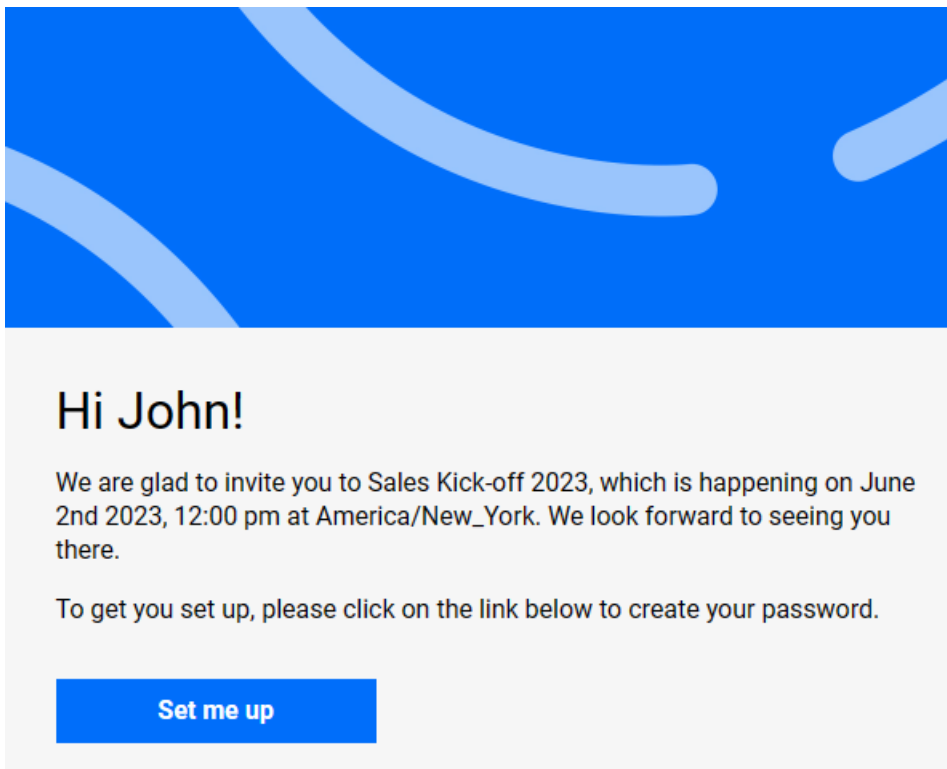 Hi John!
We are glad to invite you to Sales Kick-off 2023, which is happening on June
2nd 2023, 12:00 pm at America/New_York. We look forward to seeing you
there.
To get you set up, please click on the link below to create your password.
Set me up